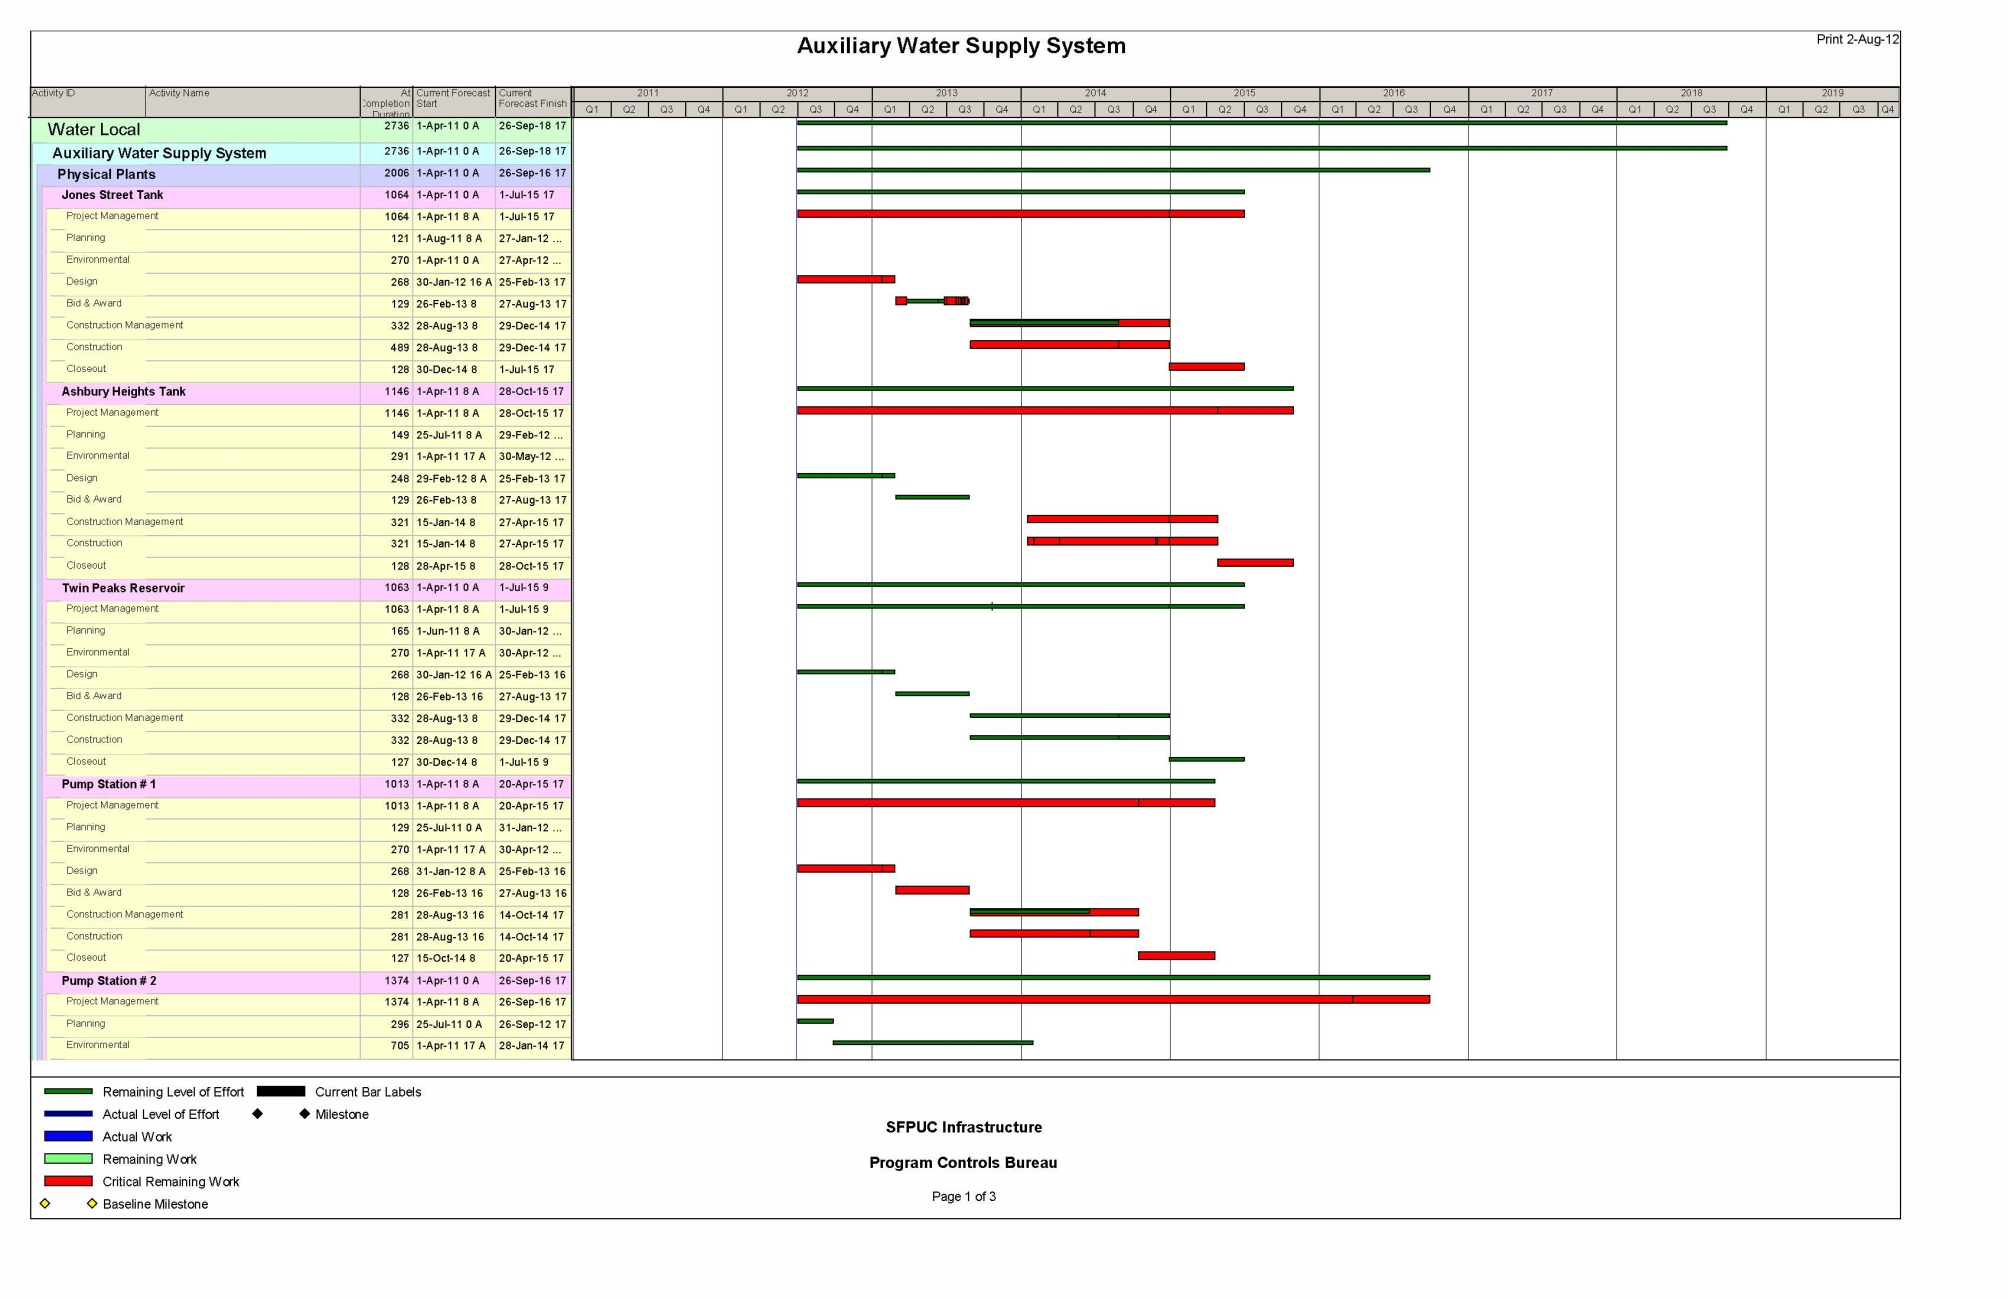 Auxiliary Water Supply System
Print 2-Aug-12
Activity ID Activity Name At Completion Duration Current Forecast Start Current Forecast Finish
2011 2012 2013 2014 2015 2016 2017 2018 2019
Q1 Q2 Q3 Q4 Q1 Q2 Q3 Q4 Q1 Q2 Q3 Q4 Q1 Q2 Q3 Q4 Q1 Q2 Q3 Q4 Q1 Q2 Q3 Q4 Q1 Q2 Q3 Q4 Q1 Q2 Q3 Q4 Q1 Q2 Q3 Q4
Water Local 2736 1-Apr-11 0 A 26-Sep-18 17
Auxiliary Water Supply System 2736 1-Apr-11 0 A 26-Sep-18 17
Physical Plants 2006 1-Apr-11 0 A 26-Sep-16 17
Jones Street Tank 1064 1-Apr-11 0 A 1-Jul-15 17
Project Management 1064 1-Apr-11 8 A 1-Jul-15 17
Planning 121 1-Aug-11 8 A 27-Jan-12 ...
Environmental 270 1-Apr-11 0 A 27-Apr-12 ...
Design 268 30-Jan-12 16 A 25-Feb-13 17
Bid & Award 129 26-Feb-13 8 27-Aug-13 17
Construction Management 332 28-Aug-13 8 29-Dec-14 17
Construction 489 28-Aug-13 8 29-Dec-14 17
Closeout 128 30-Dec-14 8 1-Jul-15 17
Ashbury Heights Tank 1146 1-Apr-11 8 A 28-Oct-15 17
Project Management 1146 1-Apr-11 8 A 28-Oct-15 17
Planning 149 25-Jul-11 8 A 29-Feb-12 ...
Environmental 291 1-Apr-11 17 A 30-May-12 ...
Design 248 29-Feb-12 8 A 25-Feb-13 17
Bid & Award 129 26-Feb-13 8 27-Aug-13 17
Construction Management 321 15-Jan-14 8 27-Apr-15 17
Construction 321 15-Jan-14 8 27-Apr-15 17
Closeout 128 28-Apr-15 8 28-Oct-15 17
Twin Peaks Reservoir 1063 1-Apr-11 0 A 1-Jul-15 9
Project Management 1063 1-Apr-11 8 A 1-Jul-15 9
Planning 165 1-Jun-11 8 A 30-Jan-12 ...
Environmental 270 1-Apr-11 17 A 30-Apr-12 ...
Design 268 30-Jan-12 16 A 25-Feb-13 16
Bid & Award 128 26-Feb-13 16 27-Aug-13 17
Construction Management 332 28-Aug-13 8 29-Dec-14 17
Construction 332 28-Aug-13 8 29-Dec-14 17
Closeout 127 30-Dec-14 8 1-Jul-15 9
Pump Station # 1 1013 1-Apr-11 8 A 20-Apr-15 17
Project Management 1013 1-Apr-11 8 A 20-Apr-15 17
Planning 129 25-Jul-11 0 A 31-Jan-12 ...
Environmental 270 1-Apr-11 17 A 30-Apr-12 ...
Design 268 31-Jan-12 8 A 25-Feb-13 16
Bid & Award 128 26-Feb-13 16 27-Aug-13 16
Construction Management 281 28-Aug-13 16 14-Oct-14 17
Construction 281 28-Aug-13 16 14-Oct-14 17
Closeout 127 15-Oct-14 8 20-Apr-15 17
Pump Station # 2 1374 1-Apr-11 0 A 26-Sep-16 17
Project Management 1374 1-Apr-11 8 A 26-Sep-16 17
Planning 296 25-Jul-11 0 A 26-Sep-12 17
Environmental 705 1-Apr-11 17 A 28-Jan-14 17
Remaining Level of Effort Current Bar Labels
Actual Level of Effort Milestone
Actual Work
Remaining Work
Critical Remaining Work
Baseline Milestone
SFPUC Infrastructure
Program Controls Bureau
Page 1 of 3